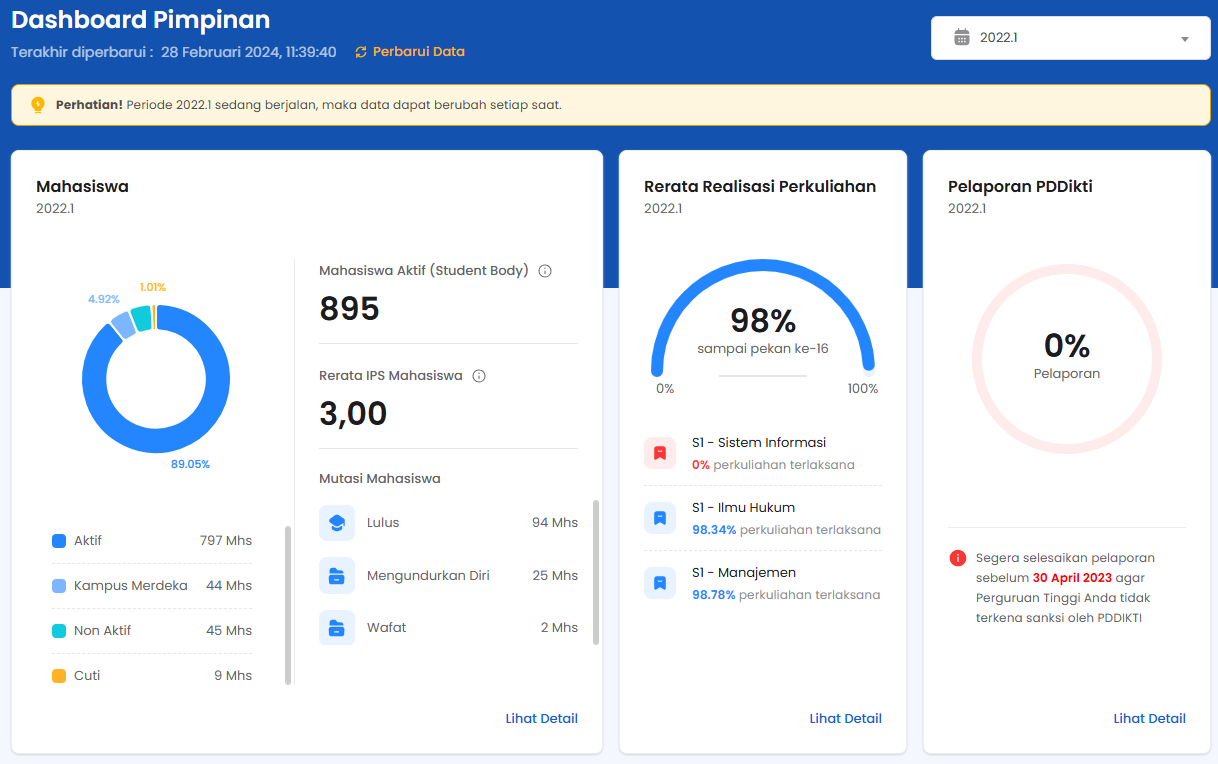 Dashboard Pimpinan
Terakhir diperbarui : 28 Februari 2024, 11:39:40 Perbarui Data
2022.1
Perhatian! Periode 2022.1 sedang berjalan, maka data dapat berubah setiap saat.
Mahasiswa
2022.1
1.01%
4.92%
89.05%
Aktif 797 Mhs
Kampus Merdeka 44 Mhs
Non Aktif 45 Mhs
Cuti 9 Mhs
Mahasiswa Aktif (Student Body)
895
Rerata IPS Mahasiswa
3,00
Mutasi Mahasiswa
Lulus 94 Mhs
Mengundurkan Diri 25 Mhs
Wafat 2 Mhs
Lihat Detail
Rerata Realisasi Perkuliahan
2022.1
98%
sampai pekan ke-16
0% 100%
S1 - Sistem Informasi
0% perkuliahan terlaksana
S1 - Ilmu Hukum
98.34% perkuliahan terlaksana
S1 - Manajemen
98.78% perkuliahan terlaksana
Lihat Detail
Pelaporan PDDikti
2022.1
0%
Pelaporan
Segera selesaikan pelaporan
sebelum 30 April 2023 agar
Perguruan Tinggi Anda tidak
terkena sanksi oleh PDDIKTI
Lihat Detail